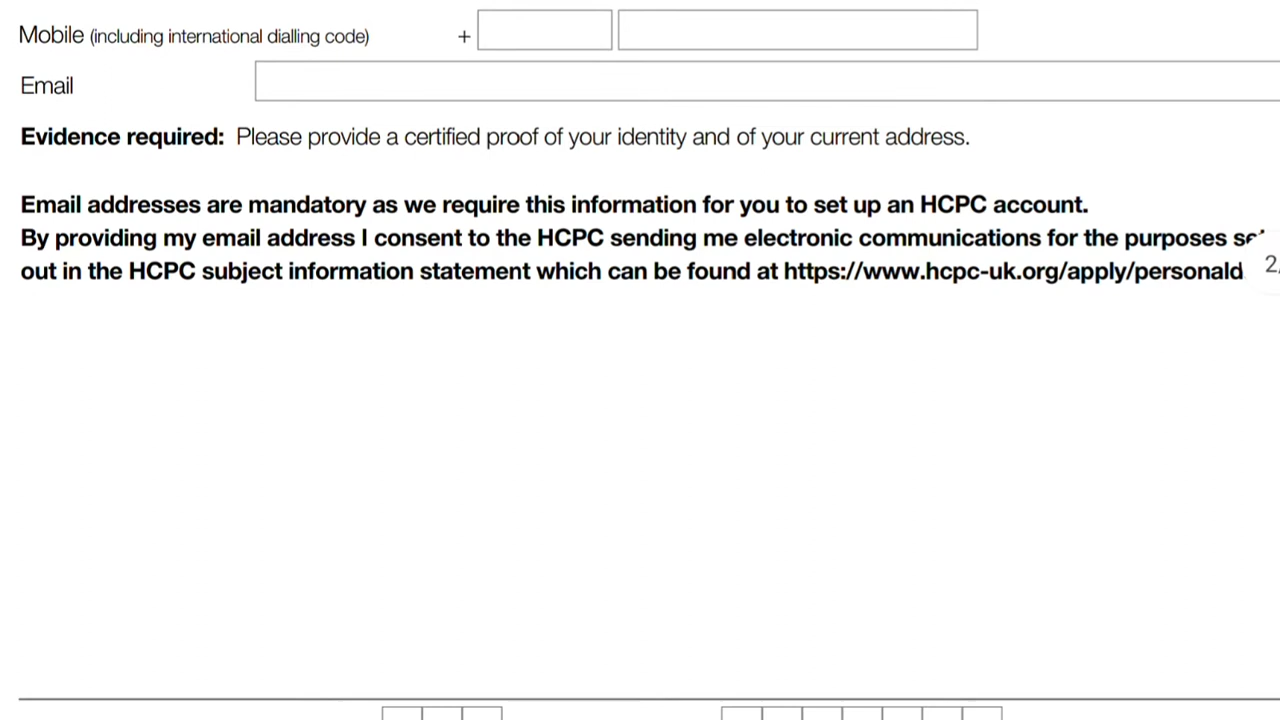 Mobile (including international dialling code) +
Email
Evidence required: Please provide a certified proof of your identity and of your current address.
Email addresses are mandatory as we require this information for you to set up an HCPC account.
By providing my email address I consent to the HCPC sending me electronic communications for the purposes
out in the HCPC subject information statement which can be found at https://www.hcpc-uk.org/apply/personald